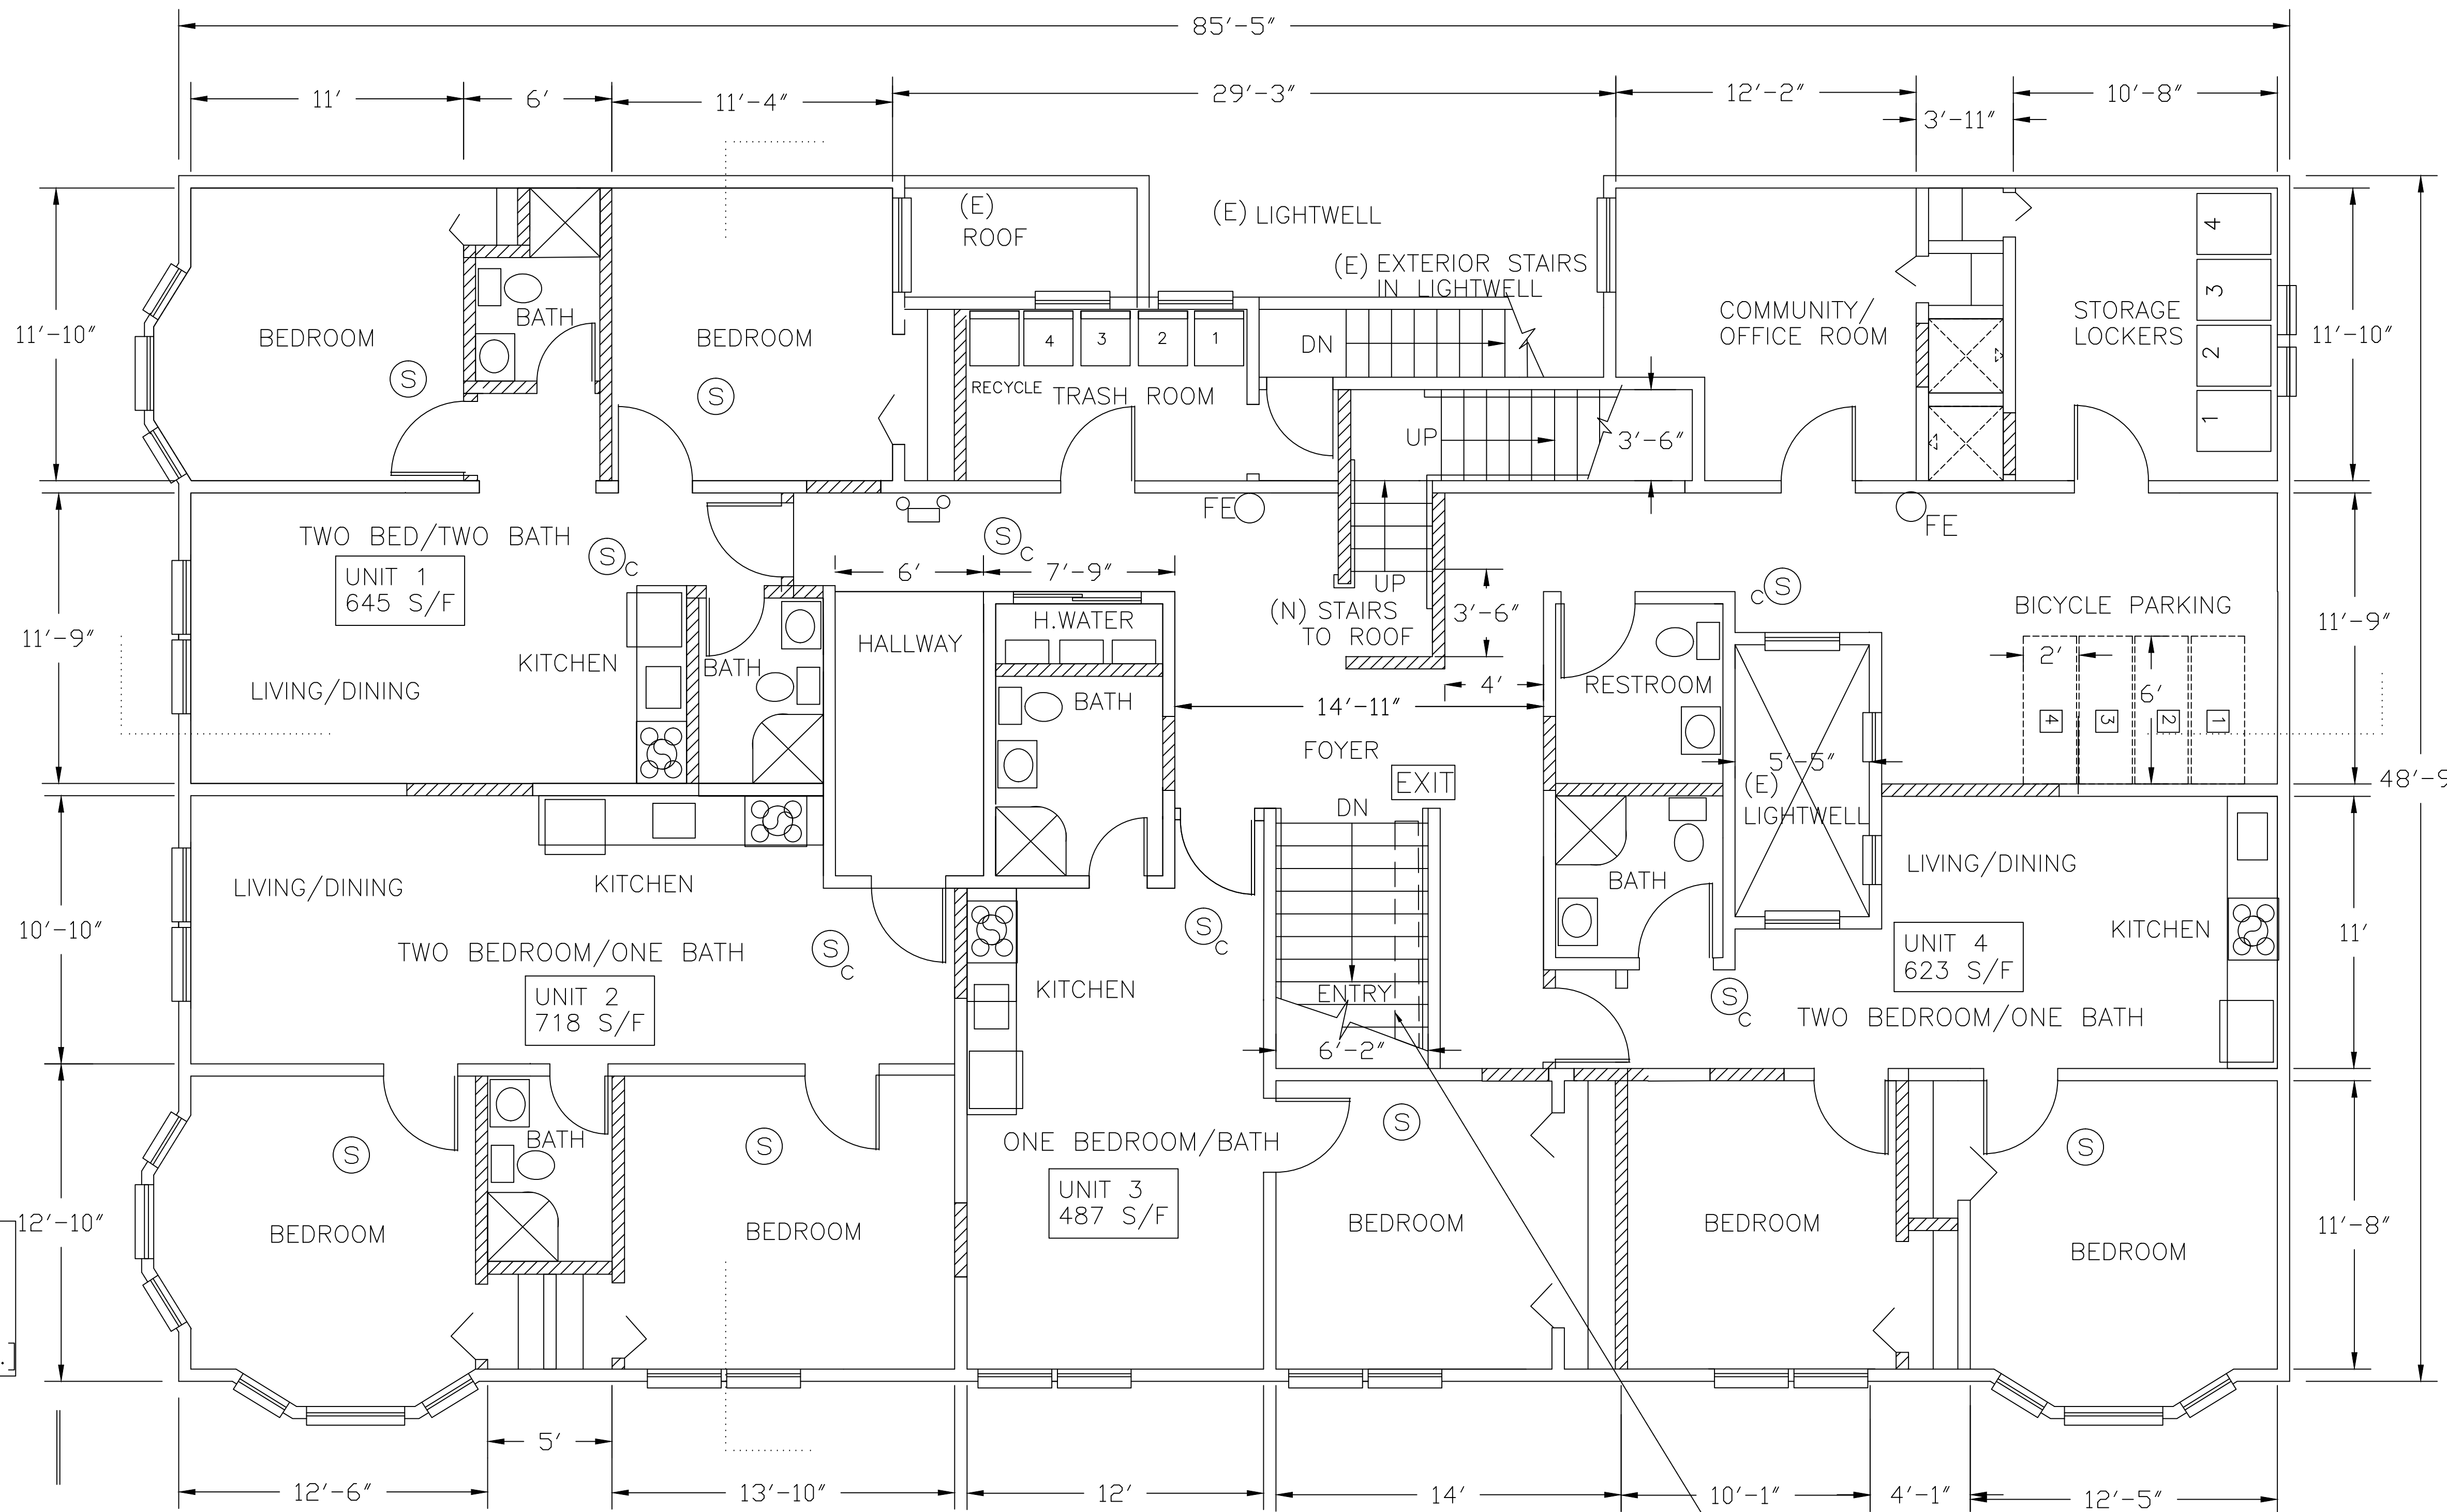 85'-5"
11'
6'
11'-4"
29'-3"
12'-2"
3'-11"
10'-8"
(E)
ROOF
(E) LIGHTWELL
(E) EXTERIOR STAIRS
IN LIGHTWELL
4
3
2
1
11'-10"
BEDROOM
S
BATH
BEDROOM
S
4
3
2
1
RECYCLE
TRASH ROOM
DN
UP
3'-6"
COMMUNITY/
OFFICE ROOM
STORAGE
LOCKERS
11'-10"
TWO BED/TWO BATH
UNIT 1
645 S/F
S
C
S
C
FE
FE
6'
7'-9"
UP
(N) STAIRS
TO ROOF
3'-6"
C
S
BICYCLE PARKING
11'-9"
LIVING/DINING
KITCHEN
BATH
HALLWAY
H.WATER
BATH
4'
14'-11"
FOYER
RESTROOM
2'
6'
4
3
2
1
11'-9"
EXIT
DN
5'-5"
(E)
LIGHTWELL
48'-9
10'-10"
LIVING/DINING
KITCHEN
TWO BEDROOM/ONE BATH
UNIT 2
718 S/F
S
C
KITCHEN
S
C
ENTRY
6'-2"
BATH
LIVING/DINING
KITCHEN
UNIT 4
623 S/F
S
C
TWO BEDROOM/ONE BATH
11'
12'-10"
S
BEDROOM
BATH
S
BEDROOM
ONE BEDROOM/BATH
UNIT 3
487 S/F
S
BEDROOM
BEDROOM
S
BEDROOM
11'-8"
5'
12'-6"
13'-10"
12'
14'
10'-1"
4'-1"
12'-5"